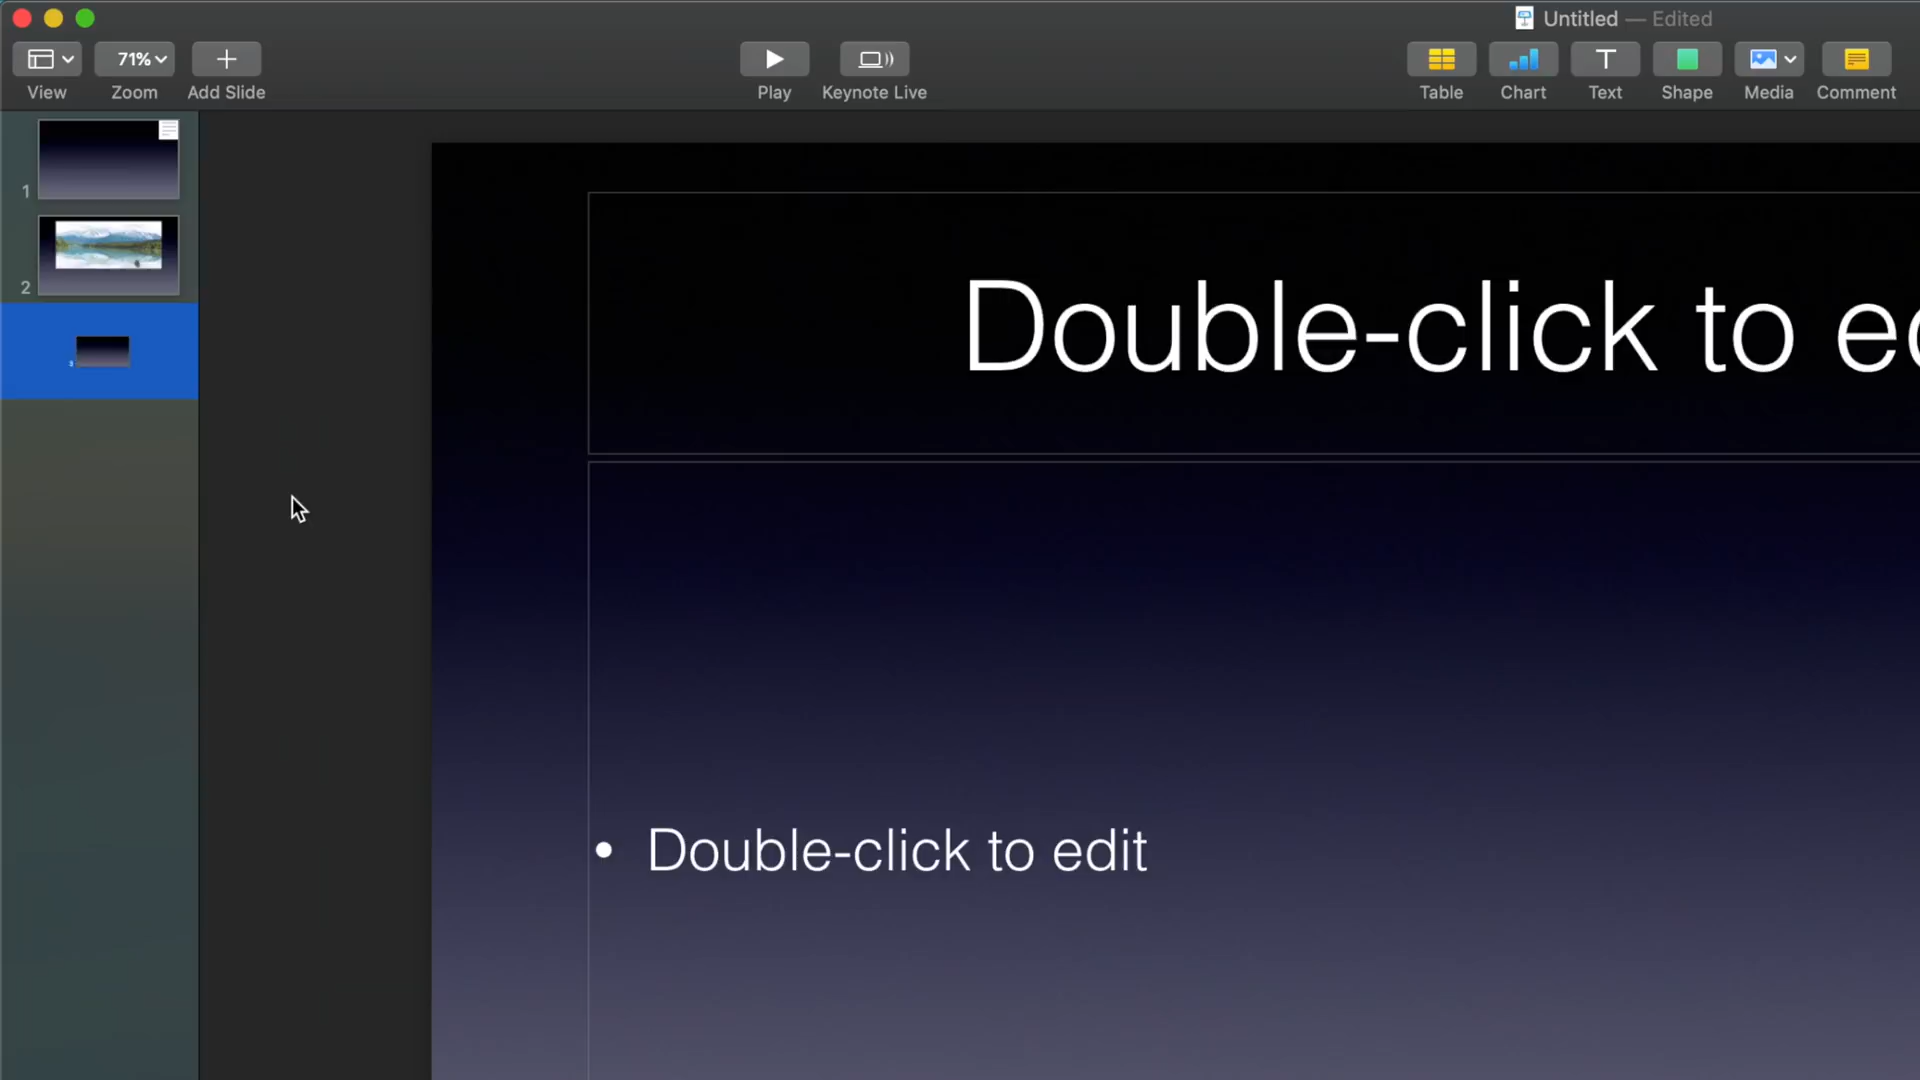 Untitled — Edited
71%
View Zoom Add Slide Play Keynote Live Table Chart Text Shape Media Comment
1
2
3
Double-click to ed
• Double-click to edit